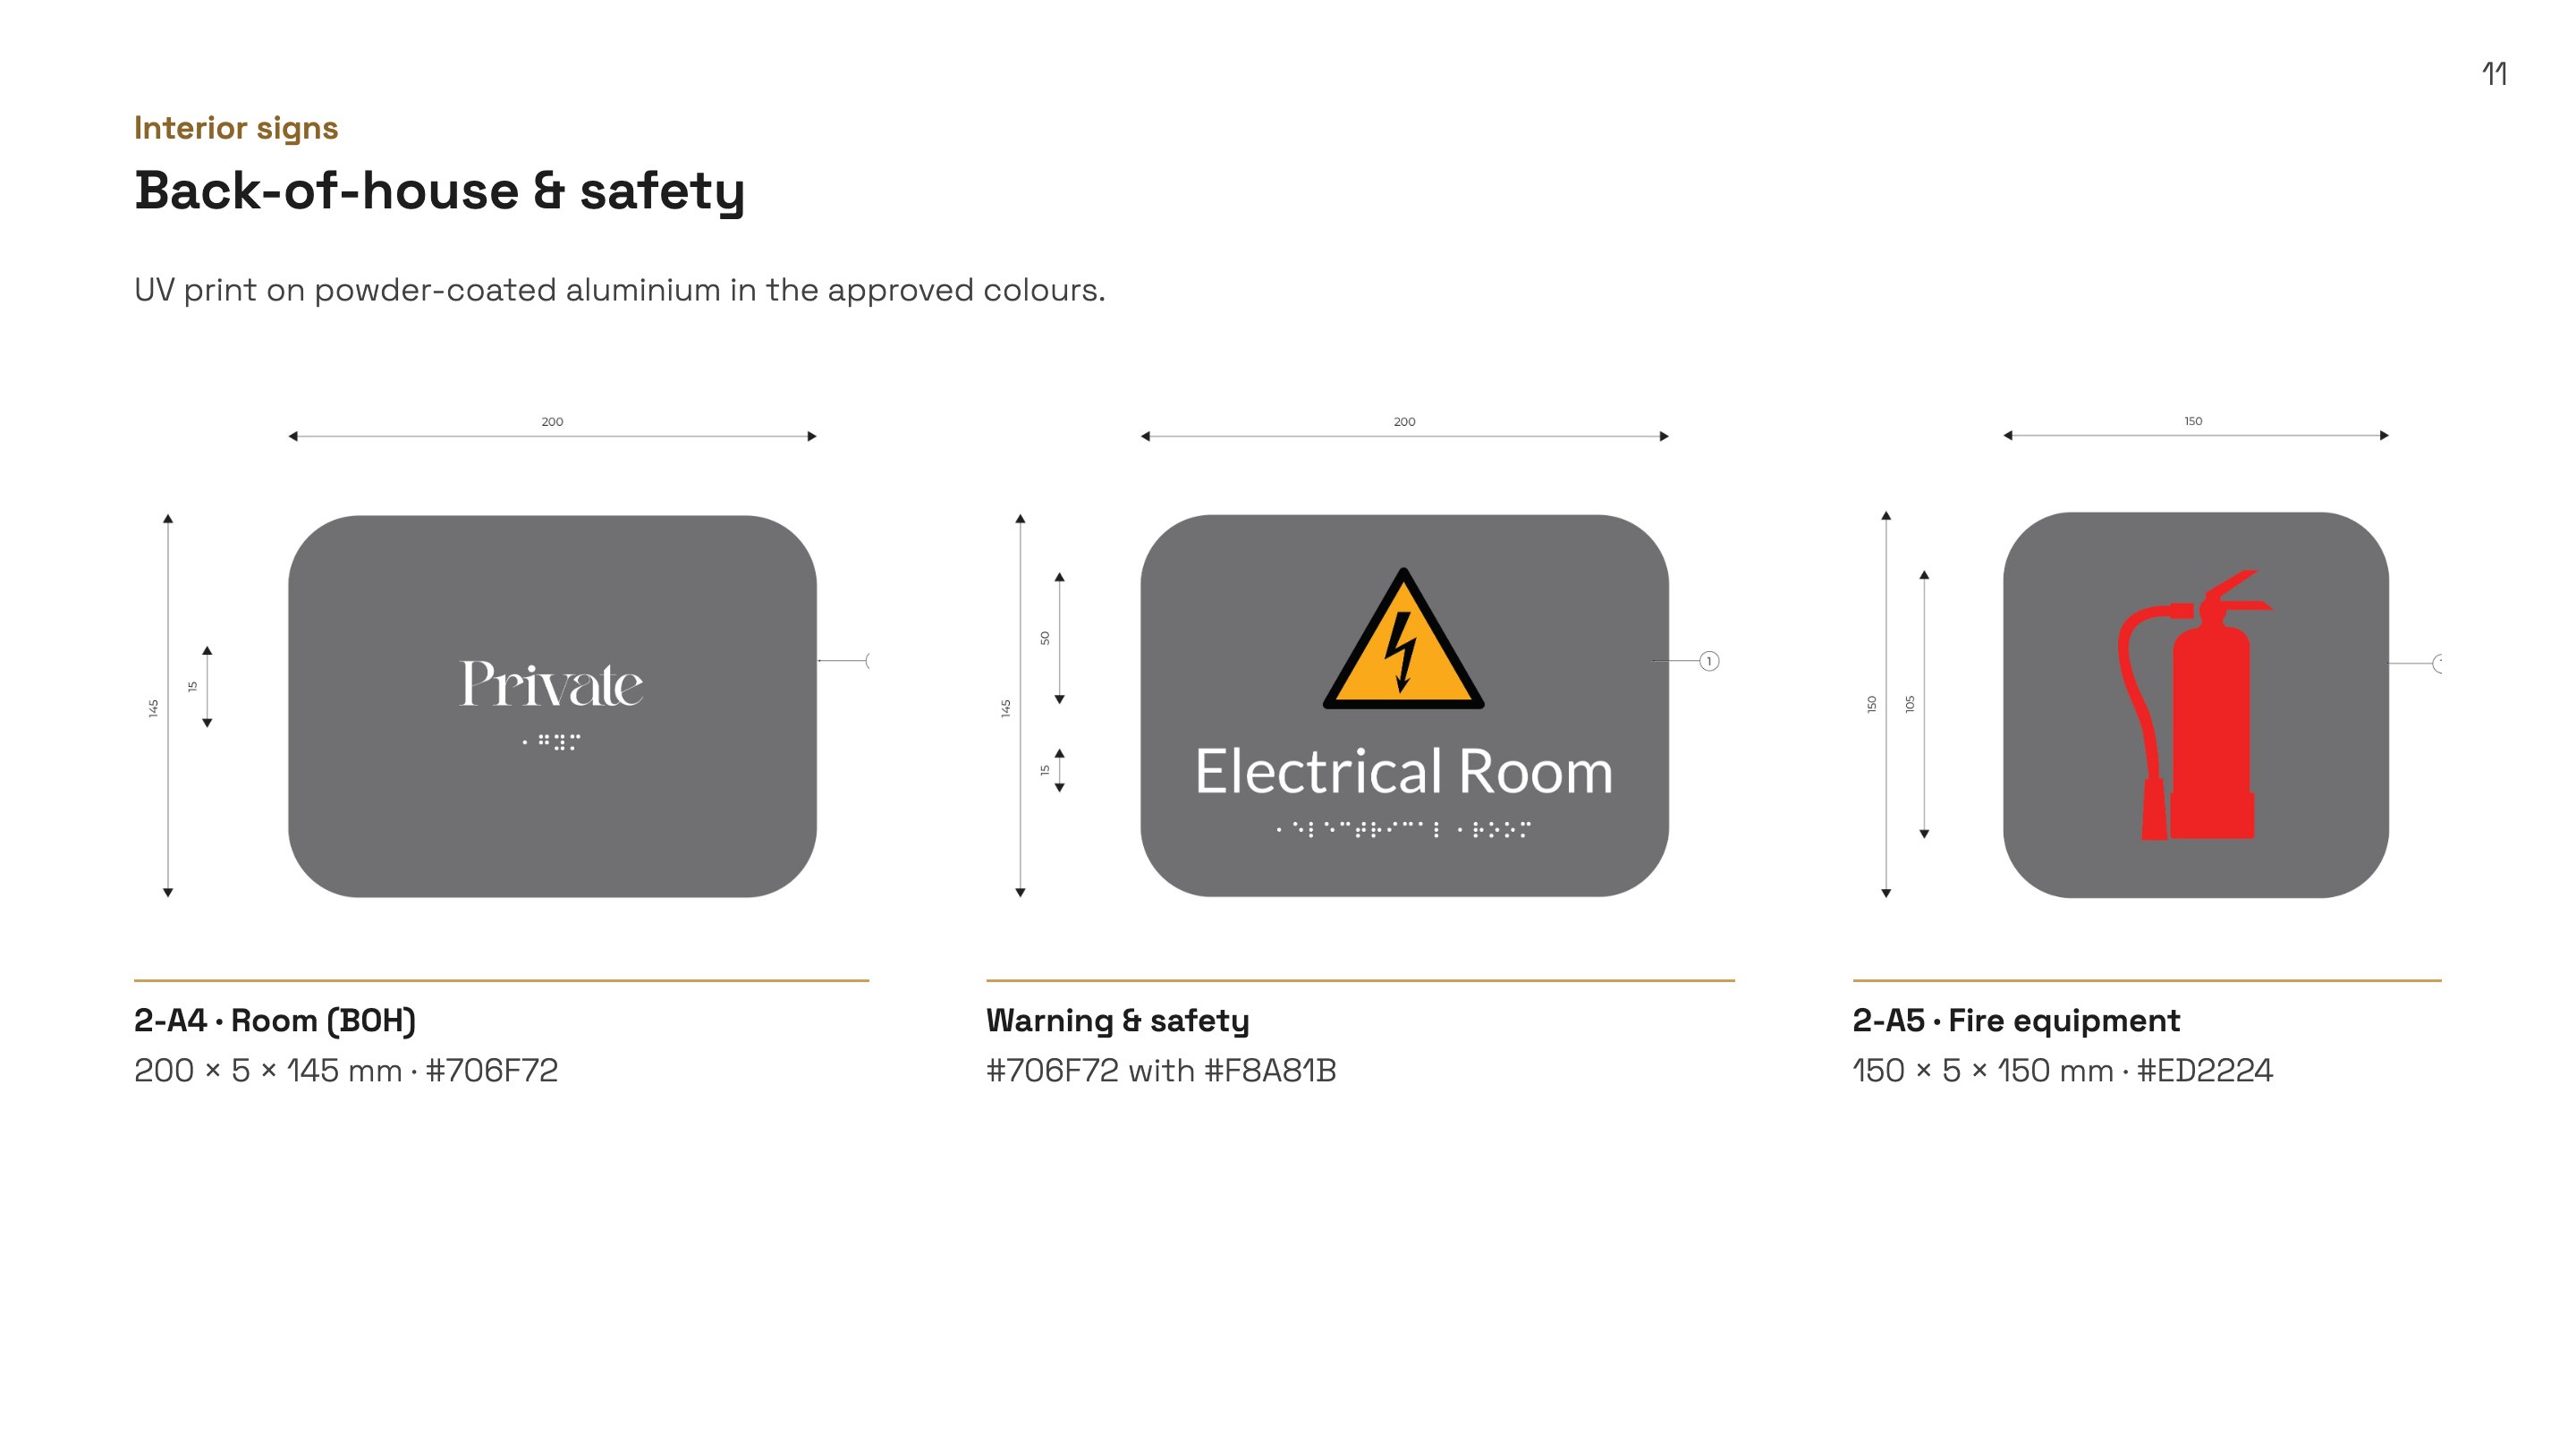 11
Interior signs
Back-of-house & safety
UV print on powder-coated aluminium in the approved colours.
200
145
15
Private
200
145
50
15
1
Electrical Room
⠠⠑⠇⠑⠉⠞⠗⠊⠉⠁⠇ ⠠⠗⠕⠕⠍
150
150
105
2-A4 · Room (BOH)
200 × 5 × 145 mm · #706F72
Warning & safety
#706F72 with #F8A81B
2-A5 · Fire equipment
150 × 5 × 150 mm · #ED2224